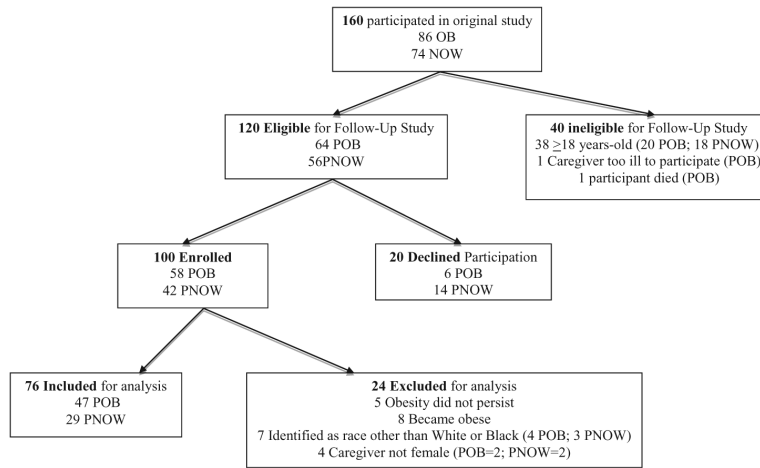 160 participated in original study
86 OB
74 NOW
120 Eligible for Follow-Up Study
64 POB
56PNOW
40 ineligible for Follow-Up Study
38 ≥18 years-old (20 POB; 18 PNOW)
1 Caregiver too ill to participate (POB)
1 participant died (POB)
100 Enrolled
58 POB
42 PNOW
20 Declined Participation
6 POB
14 PNOW
76 Included for analysis
47 POB
29 PNOW
24 Excluded for analysis
5 Obesity did not persist
8 Became obese
7 Identified as race other than White or Black (4 POB; 3 PNOW)
4 Caregiver not female (POB=2; PNOW=2)